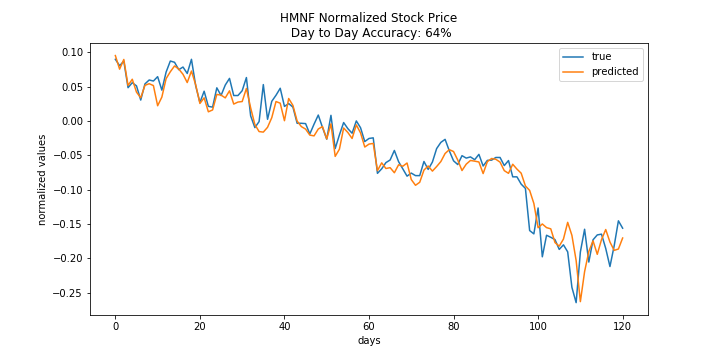 HMNF Normalized Stock Price
Day to Day Accuracy: 64%
true
predicted
normalized values
0.10
0.05
0.00
−0.05
−0.10
−0.15
−0.20
−0.25
0 20 40 60 80 100 120
days